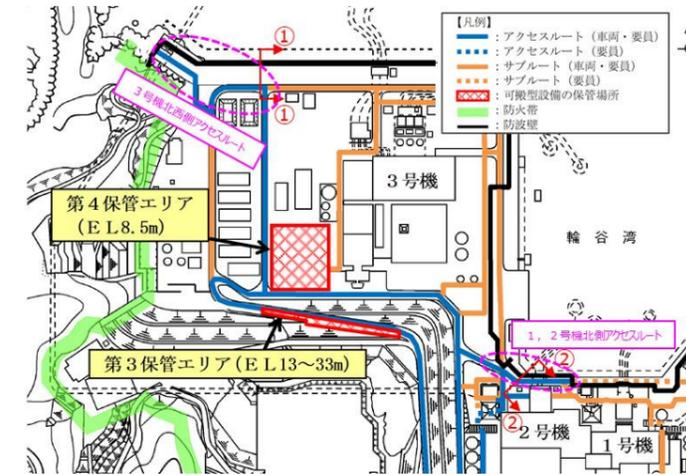 【凡例】
：アクセスルート（車両・要員）
：アクセスルート（要員）
：サブルート（車両・要員）
：サブルート（要員）
：可搬型設備の保管場所
：防火帯
：防波壁
①
①
３号機北西側アクセスルート
３号機
第４保管エリア
（ＥＬ8.5m）
輪谷湾
１，２号機北側アクセスルート
第３保管エリア（ＥＬ13～33m）
②
②
２号機
１号機